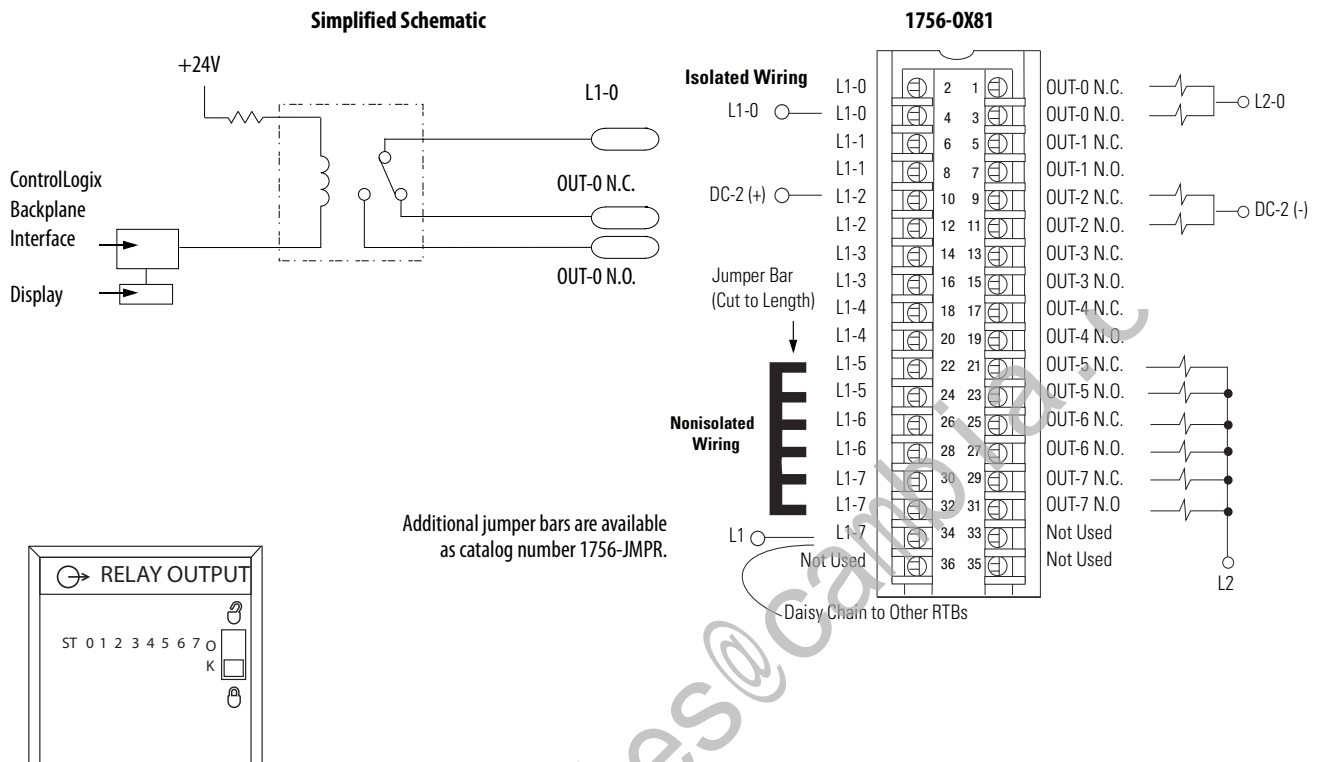 Simplified Schematic
+24V
L1-0
OUT-0 N.C.
OUT-0 N.O.
ControlLogix
Backplane
Interface
Display
Additional jumper bars are available
as catalog number 1756-JMPR.
RELAY OUTPUT
ST 0 1 2 3 4 5 6 7 O
K
1756-OX81
Isolated Wiring
L1-0
DC-2 (+)
Jumper Bar
(Cut to Length)
Nonisolated
Wiring
L1
L1-0 2 1 OUT-0 N.C.
L1-0 4 3 OUT-0 N.O.
L1-1 6 5 OUT-1 N.C.
L1-1 8 7 OUT-1 N.O.
L1-2 10 9 OUT-2 N.C.
L1-2 12 11 OUT-2 N.O.
L1-3 14 13 OUT-3 N.C.
L1-3 16 15 OUT-3 N.O.
L1-4 18 17 OUT-4 N.C.
L1-4 20 19 OUT-4 N.O.
L1-5 22 21 OUT-5 N.C.
L1-5 24 23 OUT-5 N.O.
L1-6 26 25 OUT-6 N.C.
L1-6 28 27 OUT-6 N.O.
L1-7 30 29 OUT-7 N.C.
L1-7 32 31 OUT-7 N.O
L1-7 34 33 Not Used
Not Used 36 35 Not Used
L2-0
DC-2 (-)
L2
Daisy Chain to Other RTBs
es@cambia.c